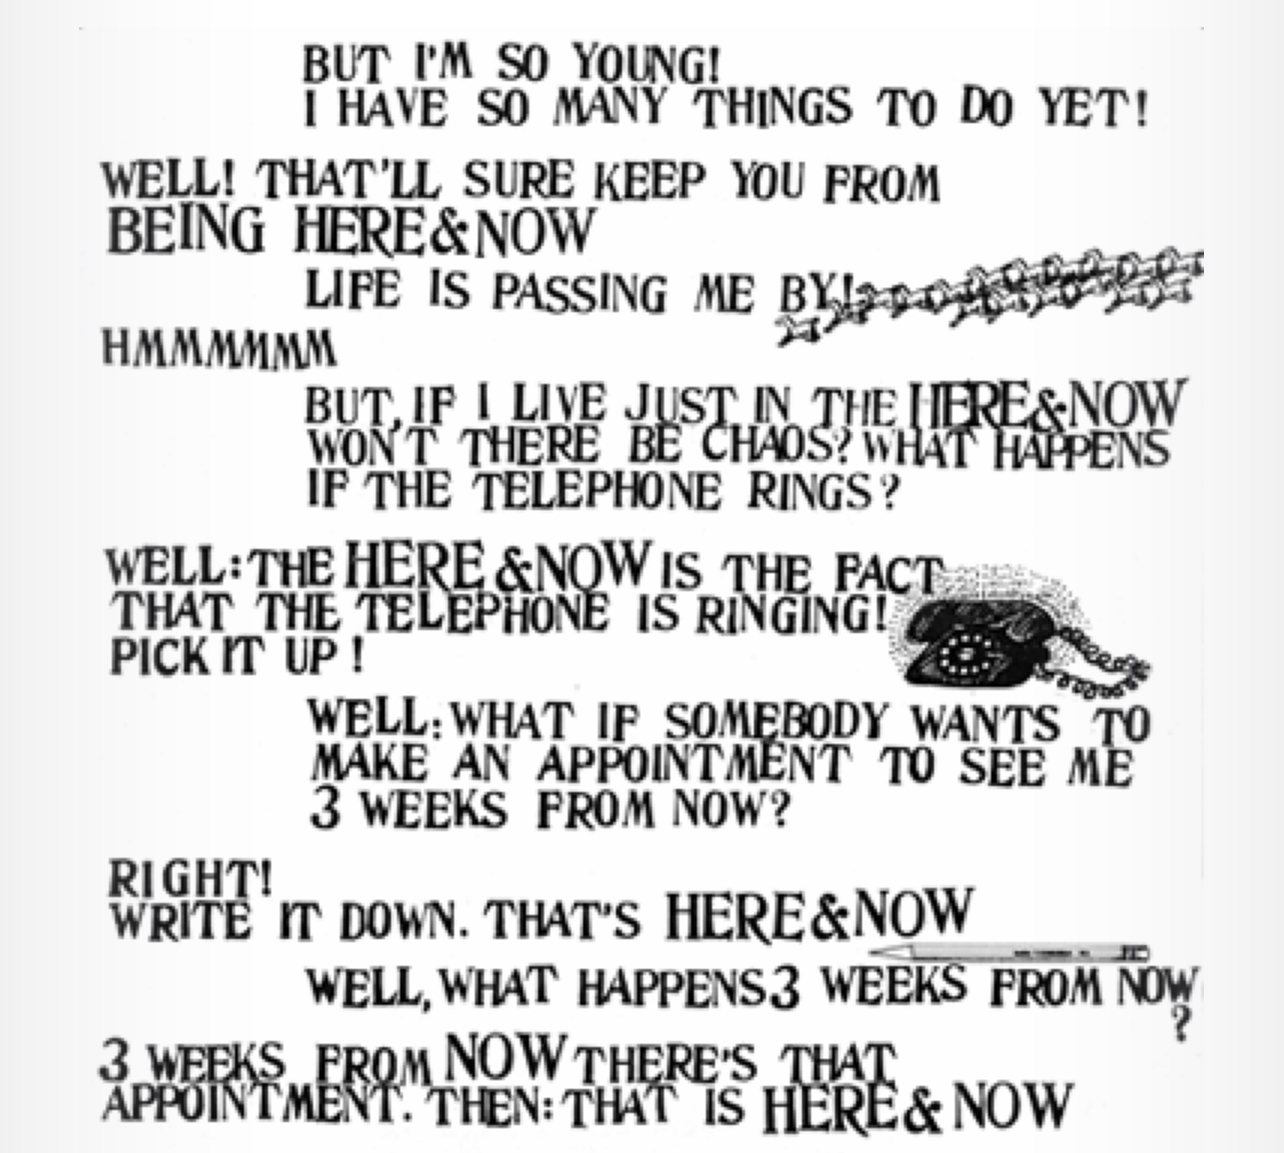 BUT I'M SO YOUNG!
I HAVE SO MANY THINGS TO DO YET!
WELL! THAT'LL SURE KEEP YOU FROM
BEING HERE&NOW
LIFE IS PASSING ME BY!
HMMMMMM
BUT, IF I LIVE JUST IN THE HERE&NOW
WON'T THERE BE CHAOS? WHAT HAPPENS
IF THE TELEPHONE RINGS?
WELL: THE HERE &NOW IS THE FACT
THAT THE TELEPHONE IS RINGING!
PICK IT UP!
WELL: WHAT IF SOMEBODY WANTS TO
MAKE AN APPOINTMENT TO SEE ME
3 WEEKS FROM NOW?
RIGHT!
WRITE IT DOWN. THAT'S HERE&NOW
WELL, WHAT HAPPENS 3 WEEKS FROM NOW
?
3 WEEKS FROM NOW THERE'S THAT
APPOINTMENT. THEN: THAT IS HERE & NOW